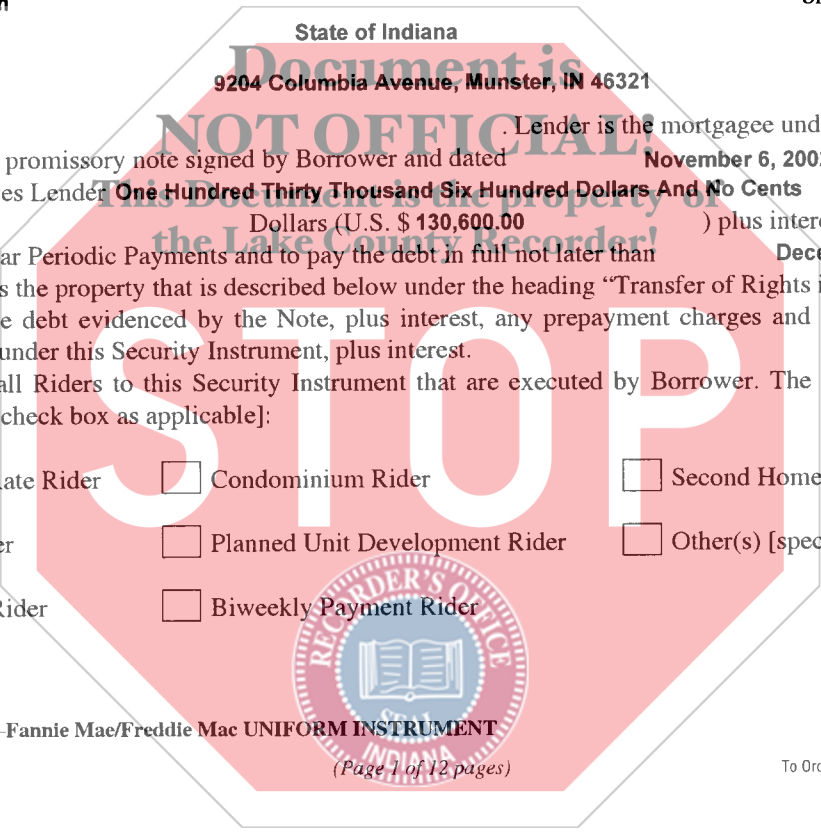 State of Indiana
Document is
9204 Columbia Avenue, Munster, IN 46321
NOT OFFICIAL!
. Lender is the mortgagee und
promissory note signed by Borrower and dated November 6, 200
This Document is the property of
es Lender One Hundred Thirty Thousand Six Hundred Dollars And No Cents
Dollars (U.S. $ 130,600.00 ) plus intere
the Lake County Recorder!
ar Periodic Payments and to pay the debt in full not later than Dece
s the property that is described below under the heading “Transfer of Rights i
e debt evidenced by the Note, plus interest, any prepayment charges and
under this Security Instrument, plus interest.
all Riders to this Security Instrument that are executed by Borrower. The
check box as applicable]:
STOP
ate Rider Condominium Rider Second Home
er Planned Unit Development Rider Other(s) [spec
Rider Biweekly Payment Rider
RECORDER'S OFFICE
SEAL
INDIANA
–Fannie Mae/Freddie Mac UNIFORM INSTRUMENT
(Page 1 of 12 pages)
To Ord